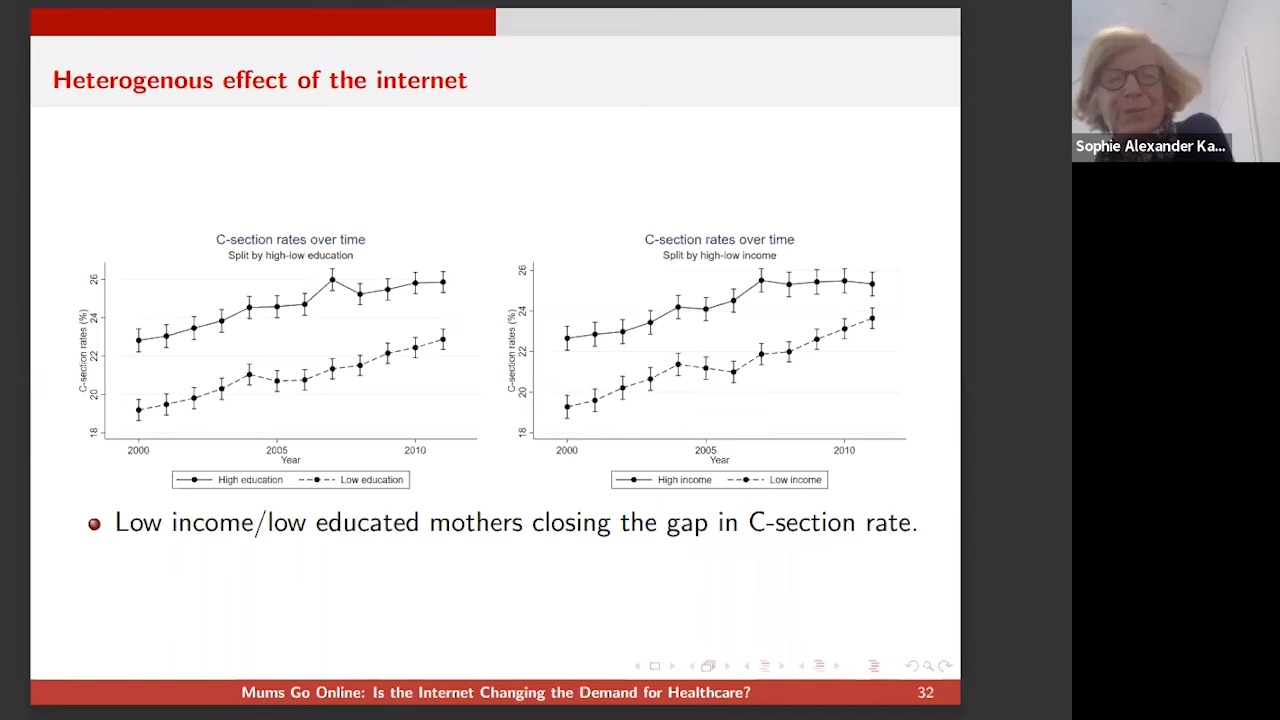 Heterogenous effect of the internet
Sophie Alexander Ka...
C-section rates over time
Split by high-low education
C-section rates (%)
26
24
22
20
18
2000
2005
2010
Year
High education
Low education
C-section rates over time
Split by high-low income
C-section rates (%)
26
24
22
20
18
2000
2005
2010
Year
High income
Low income
Low income/low educated mothers closing the gap in C-section rate.
Mums Go Online: Is the Internet Changing the Demand for Healthcare?
32